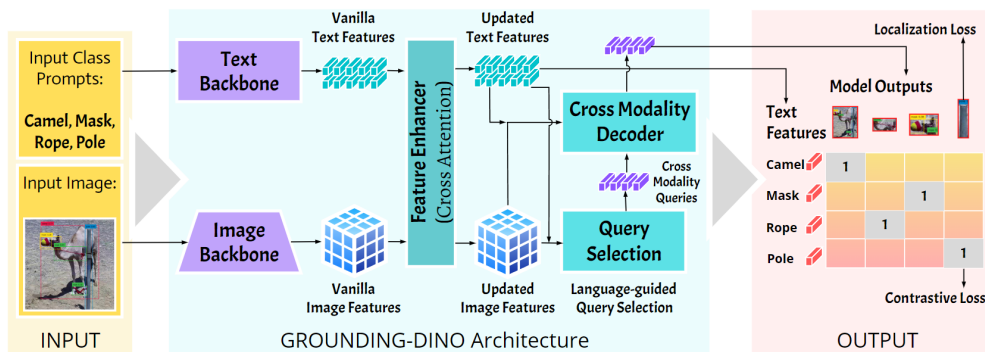 Input Class
Prompts:
Camel, Mask,
Rope, Pole
Input Image:
INPUT
Text
Backbone
Image
Backbone
Vanilla
Text Features
Vanilla
Image Features
Feature Enhancer
(Cross Attention)
Updated
Text Features
Updated
Image Features
Cross Modality
Decoder
Cross
Modality
Queries
Query
Selection
Language-guided
Query Selection
GROUNDING-DINO Architecture
Localization Loss
Model Outputs
Text
Features
Camel
1
Mask
1
Rope
1
Pole
1
Contrastive Loss
OUTPUT